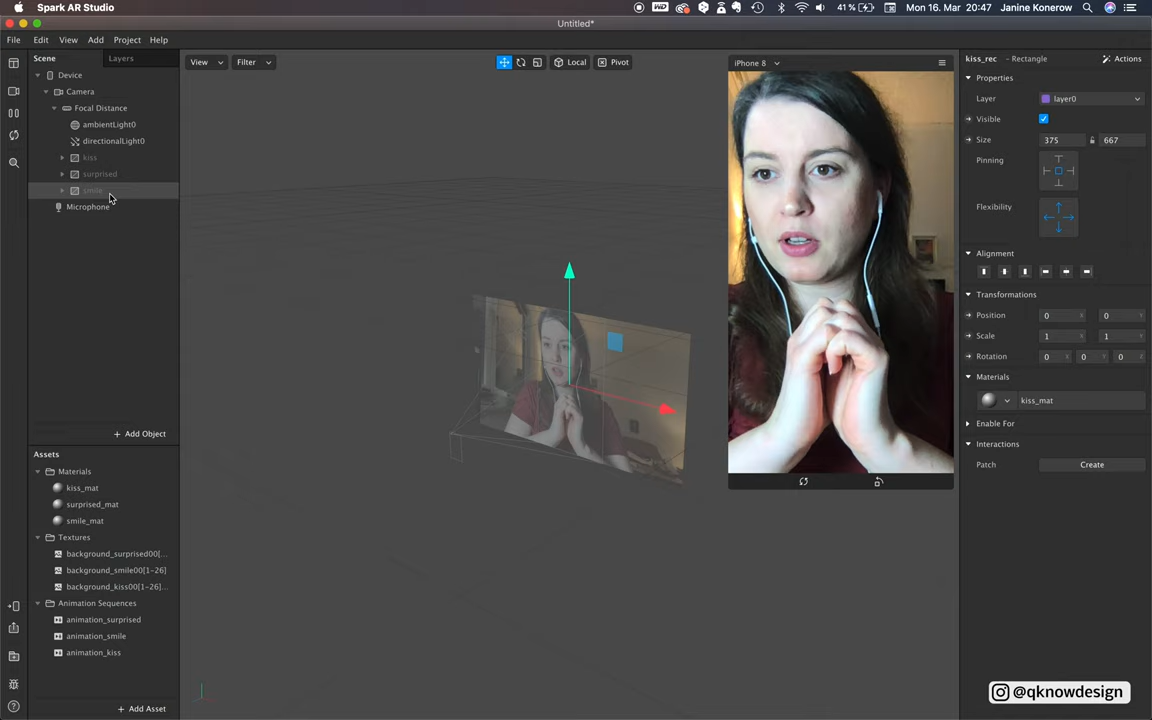 Spark AR Studio
41 %
Mon 16. Mar 20:47
Janine Konerow
Untitled*
File Edit View Add Project Help
Scene Layers
Device
Camera
Focal Distance
ambientLight0
directionalLight0
kiss
surprised
smile
Microphone
+ Add Object
Assets
Materials
kiss_mat
surprised_mat
smile_mat
Textures
background_surprised00[...
background_smile00[1-26]
background_kiss00[1-26]...
Animation Sequences
animation_surprised
animation_smile
animation_kiss
+ Add Asset
View Filter
Local Pivot
iPhone 8
kiss_rec - Rectangle Actions
Properties
Layer layer0
Visible
Size 375 667
Pinning
Flexibility
Alignment
Transformations
Position 0 0
Scale 1 1
Rotation 0 0 0
Materials
kiss_mat
Enable For
Interactions
Patch Create
@qknowdesign